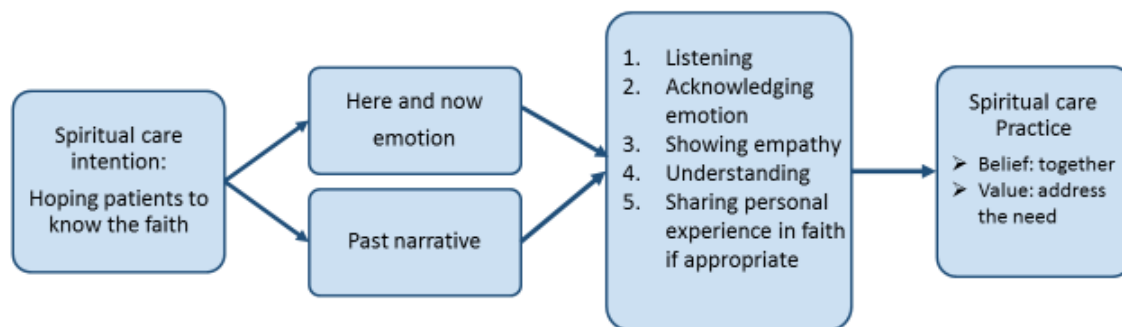 Spiritual care
intention:
Hoping patients to
know the faith
Here and now
emotion
Past narrative
1. Listening
2. Acknowledging
emotion
3. Showing empathy
4. Understanding
5. Sharing personal
experience in faith
if appropriate
Spiritual care
Practice
➢ Belief: together
➢ Value: address
the need